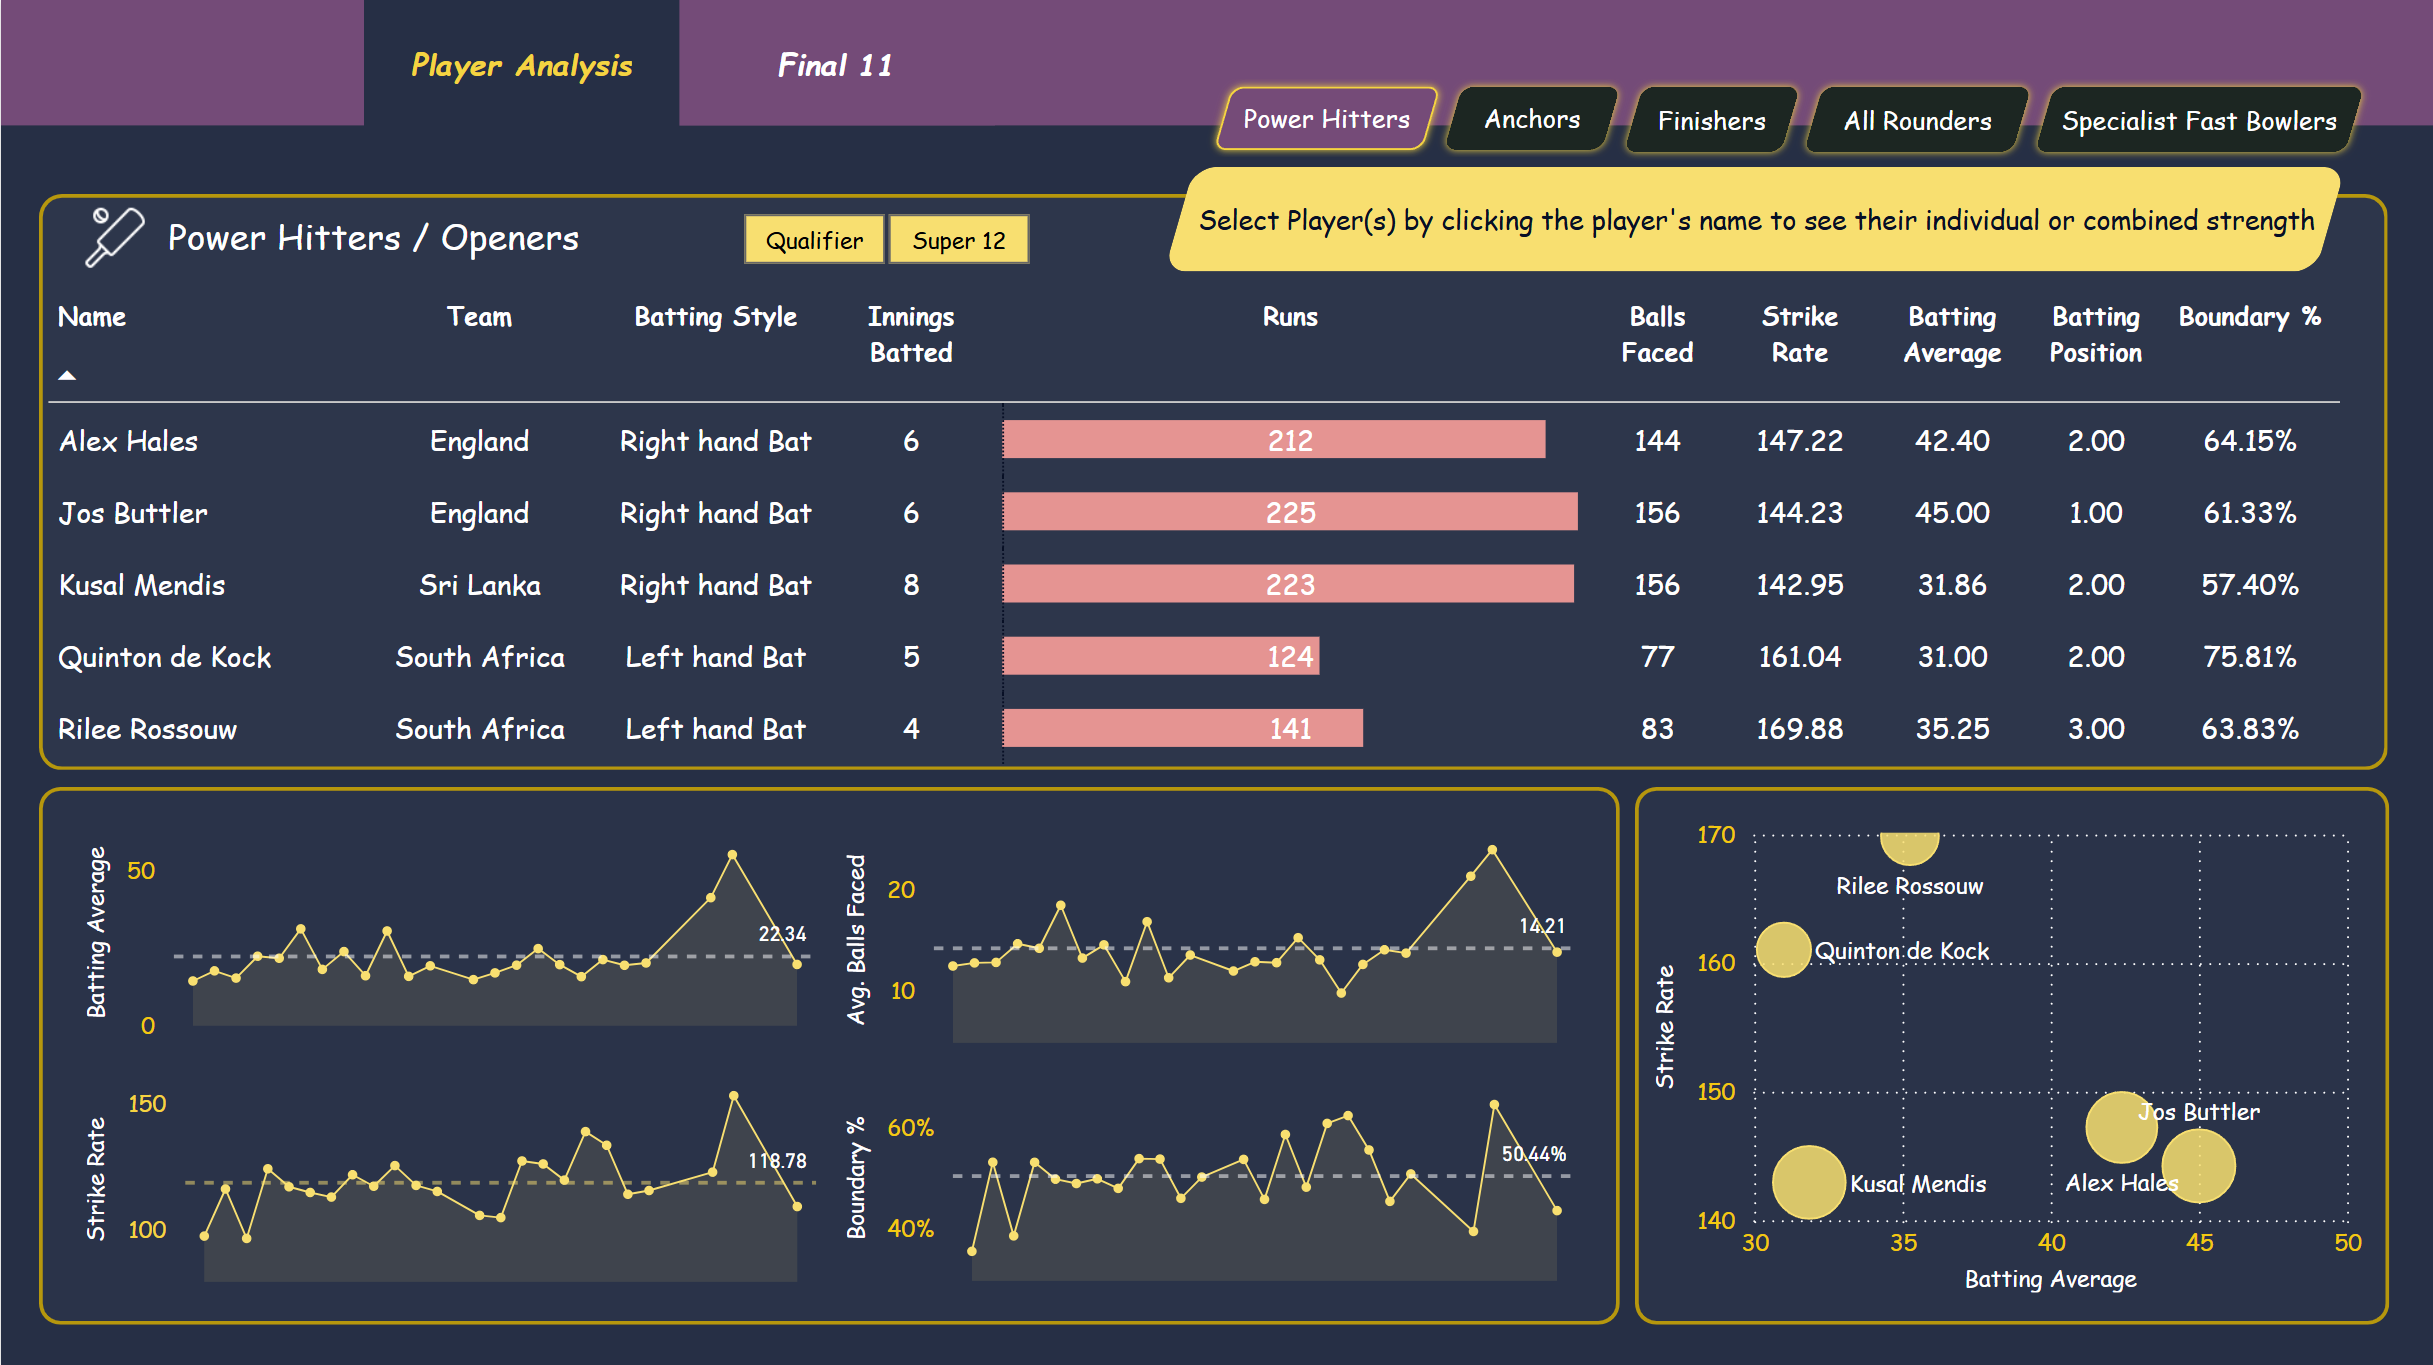 Player Analysis
Final 11
Power Hitters
Anchors
Finishers
All Rounders
Specialist Fast Bowlers
Power Hitters / Openers
Qualifier
Super 12
Select Player(s) by clicking the player's name to see their individual or combined strength
Name Team Batting Style Innings Batted Runs Balls Faced Strike Rate Batting Average Batting Position Boundary %
Alex Hales England Right hand Bat 6 212 144 147.22 42.40 2.00 64.15%
Jos Buttler England Right hand Bat 6 225 156 144.23 45.00 1.00 61.33%
Kusal Mendis Sri Lanka Right hand Bat 8 223 156 142.95 31.86 2.00 57.40%
Quinton de Kock South Africa Left hand Bat 5 124 77 161.04 31.00 2.00 75.81%
Rilee Rossouw South Africa Left hand Bat 4 141 83 169.88 35.25 3.00 63.83%
Batting Average
50
0
22.34
Avg. Balls Faced
20
10
14.21
Strike Rate
150
100
118.78
Boundary %
60%
40%
50.44%
Strike Rate
170
160
150
140
Rilee Rossouw
Quinton de Kock
Jos Buttler
Kusal Mendis
Alex Hales
30 35 40 45 50
Batting Average